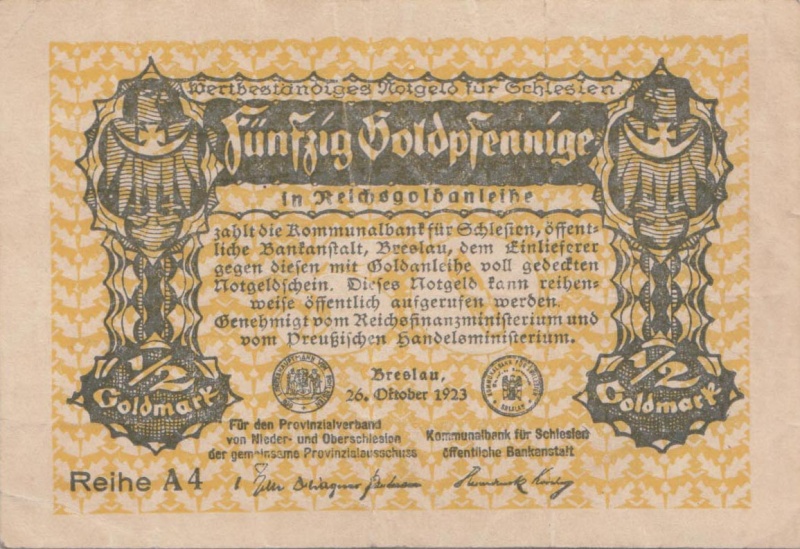 Wertbeständiges Notgeld für Schlesien.
Fünfzig Goldpfennige
in Reichsgoldanleihe
zahlt die Kommunalbank für Schlesien, öffent-
liche Bankanstalt, Breslau, dem Einlieferer
gegen diesen mit Goldanleihe voll gedeckten
Notgeldschein. Dieses Notgeld kann reihen-
weise öffentlich aufgerufen werden.
Genehmigt vom Reichsfinanzministerium und
vom Preußischen Handelsministerium.
1/2
Goldmark
1/2
Goldmark
Breslau,
26. Oktober 1923
Für den Provinzialverband
von Nieder- und Oberschlesien
der gemeinsame Provinzialausschuss
Kommunalbank für Schlesien
öffentliche Bankanstalt
Reihe A4